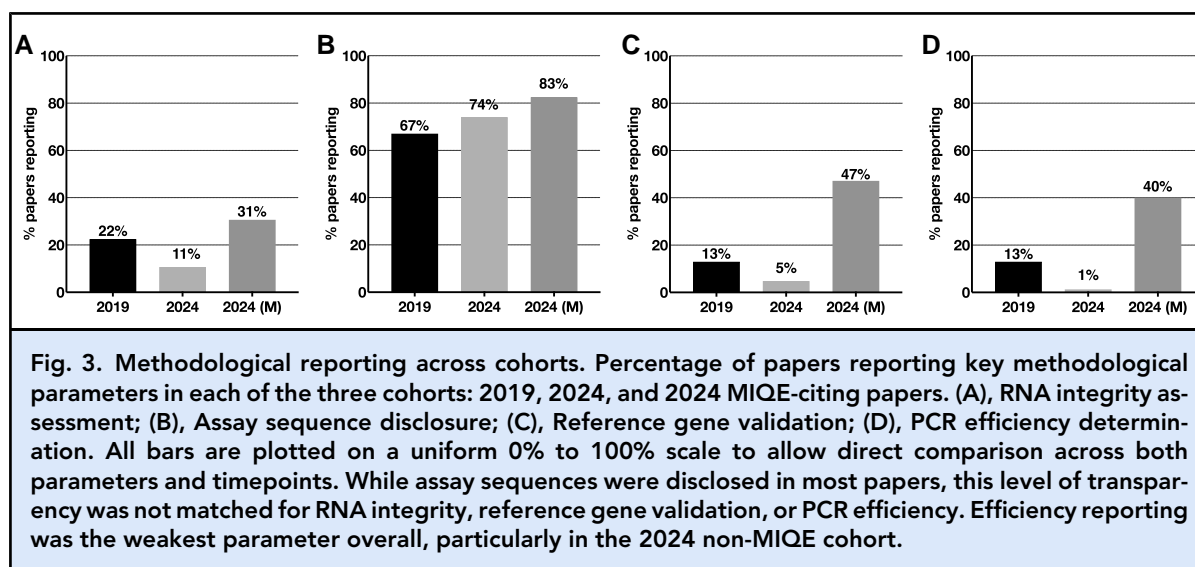 A
% papers reporting
100
80
60
40
20
0
22%
11%
31%
2019
2024
2024 (M)
B
% papers reporting
100
80
60
40
20
0
67%
74%
83%
2019
2024
2024 (M)
C
% papers reporting
100
80
60
40
20
0
13%
5%
47%
2019
2024
2024 (M)
D
% papers reporting
100
80
60
40
20
0
13%
1%
40%
2019
2024
2024 (M)
Fig. 3. Methodological reporting across cohorts. Percentage of papers reporting key methodological
parameters in each of the three cohorts: 2019, 2024, and 2024 MIQE-citing papers. (A), RNA integrity as-
sessment; (B), Assay sequence disclosure; (C), Reference gene validation; (D), PCR efficiency determin-
ation. All bars are plotted on a uniform 0% to 100% scale to allow direct comparison across both
parameters and timepoints. While assay sequences were disclosed in most papers, this level of transpar-
ency was not matched for RNA integrity, reference gene validation, or PCR efficiency. Efficiency reporting
was the weakest parameter overall, particularly in the 2024 non-MIQE cohort.